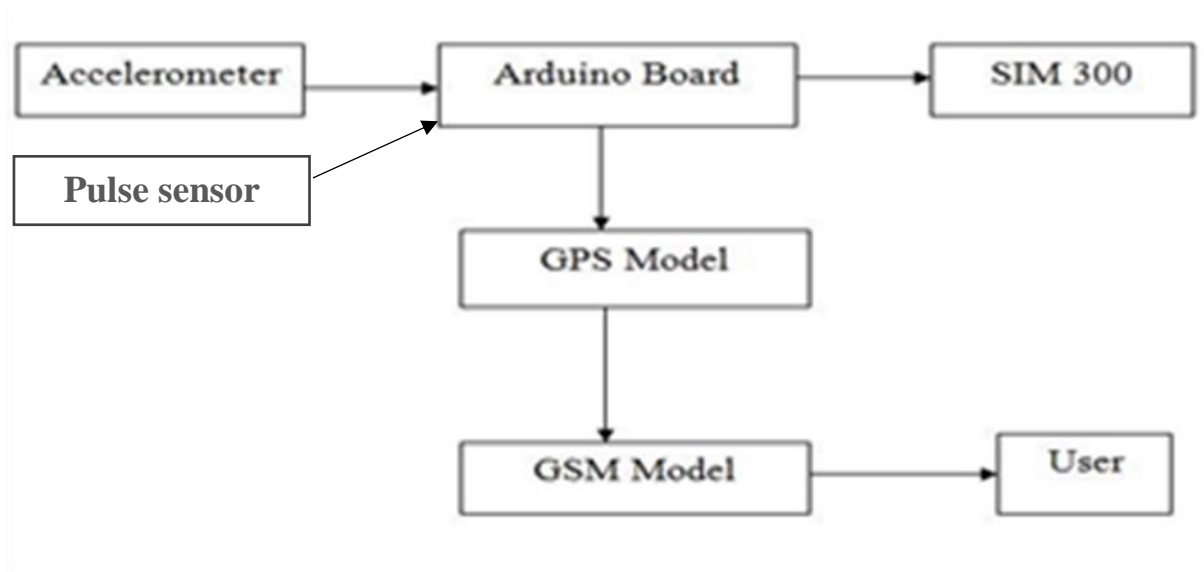 Accelerometer
Arduino Board
SIM 300
Pulse sensor
GPS Model
GSM Model
User